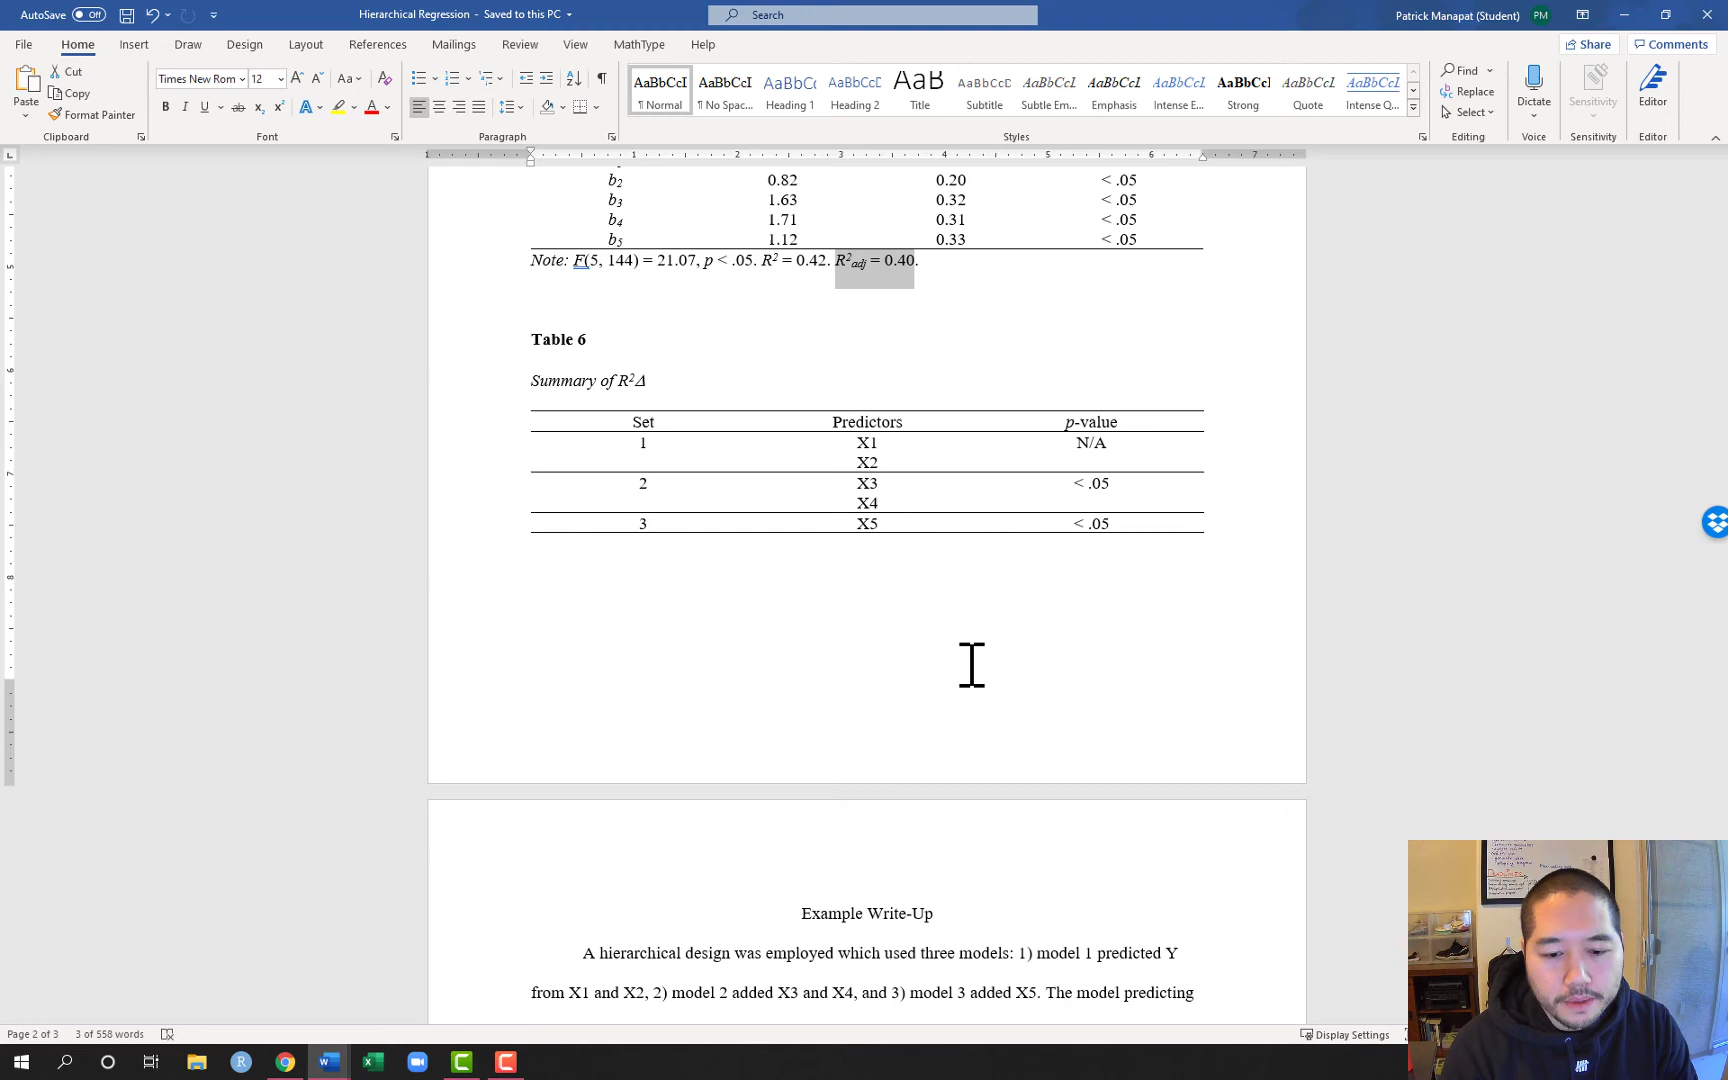 AutoSave Off Hierarchical Regression - Saved to this PC Search Patrick Manapat (Student) PM
File Home Insert Draw Design Layout References Mailings Review View MathType Help Share Comments
Paste Cut Copy Format Painter
Times New Rom 12
AaBbCcI AaBbCcI AaBbCc AaBbCcD AaB AaBbCcD AaBbCcL AaBbCcL AaBbCcL AaBbCcI AaBbCcL AaBbCcL
¶ Normal ¶ No Spac... Heading 1 Heading 2 Title Subtitle Subtle Em... Emphasis Intense E... Strong Quote Intense Q...
Find Replace Select
Dictate Sensitivity Editor
Clipboard Font Paragraph Styles Editing Voice Sensitivity Editor
b₂ 0.82 0.20 < .05
b₃ 1.63 0.32 < .05
b₄ 1.71 0.31 < .05
b₅ 1.12 0.33 < .05
Note: F(5, 144) = 21.07, p < .05. R² = 0.42. R²adj = 0.40.
Table 6
Summary of R²Δ
Set Predictors p-value
1 X1 N/A
X2
2 X3 < .05
X4
3 X5 < .05
Example Write-Up
A hierarchical design was employed which used three models: 1) model 1 predicted Y
from X1 and X2, 2) model 2 added X3 and X4, and 3) model 3 added X5. The model predicting
Page 2 of 3 3 of 558 words Display Settings